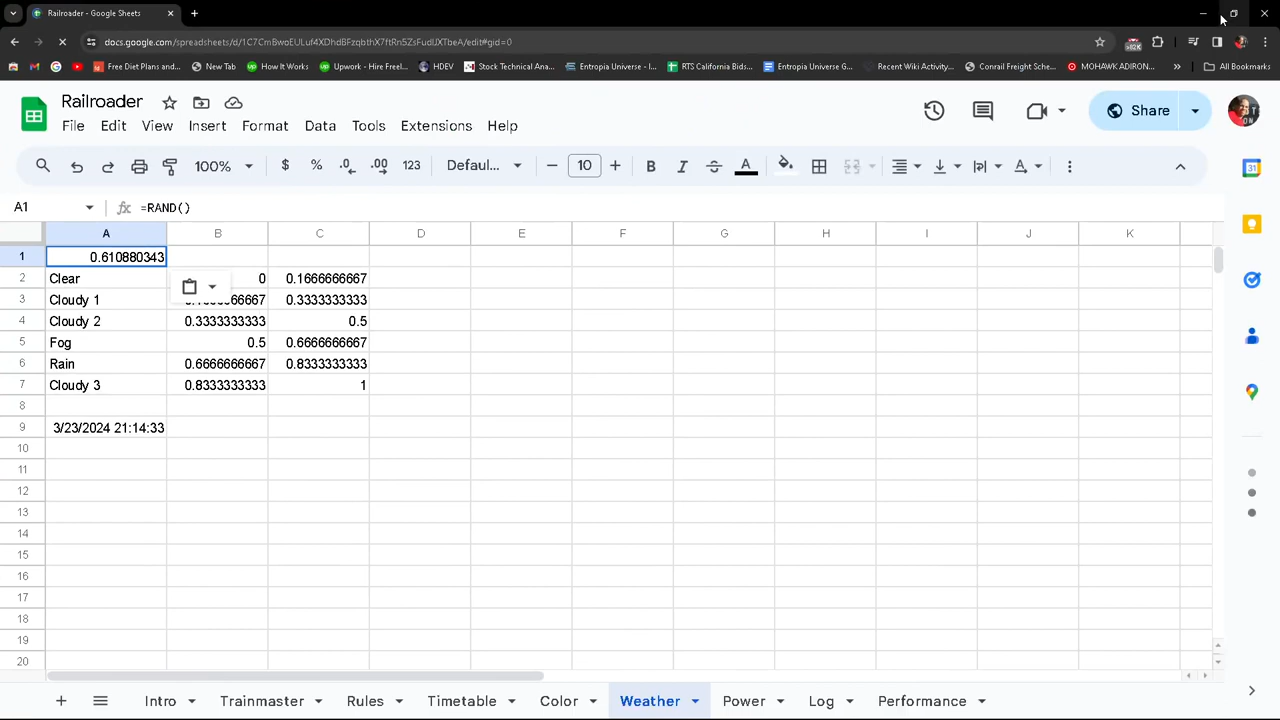 Railroader - Google Sheets
docs.google.com/spreadsheets/d/1C7CmBwoEULuf4XDhdBFzqbthX7ftRn5ZsFudUXTbeA/edit#gid=0
Free Diet Plans and... New Tab How It Works Upwork - Hire Freel... HDEV Stock Technical Ana... Entropia Universe - I... RTS California Bids... Entropia Universe G... Recent Wiki Activity... Conrail Freight Sche... MOHAWK ADIRON... » All Bookmarks
Railroader
Share
File Edit View Insert Format Data Tools Extensions Help
100% $ % .0 .00 123 Defaul... 10 B I A
A1 fx =RAND()
A B C D E F G H I J K
1 0.610880343
2 Clear 0 0.1666666667
3 Cloudy 1 0.3333333333
4 Cloudy 2 0.3333333333 0.5
5 Fog 0.5 0.6666666667
6 Rain 0.6666666667 0.8333333333
7 Cloudy 3 0.8333333333 1
8
9 3/23/2024 21:14:33
10
11
12
13
14
15
16
17
18
19
20
Intro Trainmaster Rules Timetable Color Weather Power Log Performance